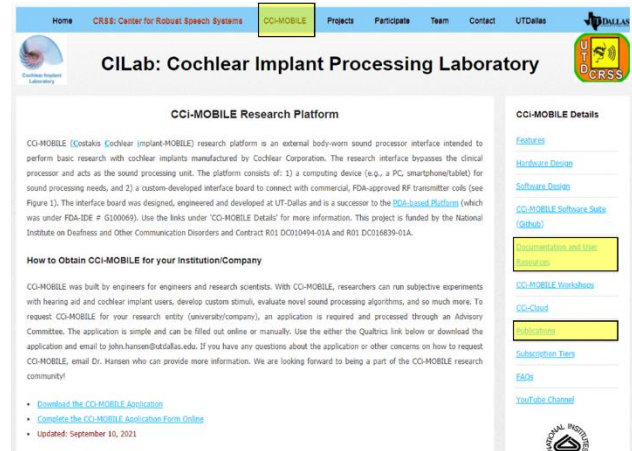 Home CRSS: Center for Robust Speech Systems CCi-MOBILE Projects Participate Team Contact UTDallas UT DALLAS
Cochlear Implant
Laboratory
CILab: Cochlear Implant Processing Laboratory
UTD
CRSS
CCi-MOBILE Research Platform
CCi-MOBILE (Costakis Cochlear implant-MOBILE) research platform is an external body-worn sound processor interface intended to
perform basic research with cochlear implants manufactured by Cochlear Corporation. The research interface bypasses the clinical
processor and acts as the sound processing unit. The platform consists of: 1) a computing device (e.g., a PC, smartphone/tablet) for
sound processing needs, and 2) a custom-developed interface board to connect with commercial, FDA-approved RF transmitter coils (see
Figure 1). The interface board was designed, engineered and developed at UT-Dallas and is a successor to the PDA-based Platform (which
was under FDA-IDE # G100069). Use the links under 'CCi-MOBILE Details' for more information. This project is funded by the National
Institute on Deafness and Other Communication Disorders and Contract R01 DC010494-01A and R01 DC016839-01A.
How to Obtain CCi-MOBILE for your Institution/Company
CCi-MOBILE was built by engineers for engineers and research scientists. With CCi-MOBILE, researchers can run subjective experiments
with hearing aid and cochlear implant users, develop custom stimuli, evaluate novel sound processing algorithms, and so much more. To
request CCi-MOBILE for your research entity (university/company), an application is required and processed through an Advisory
Committee. The application is simple and can be filled out online or manually. Use the either the Qualtrics link below or download the
application and email to john.hansen@utdallas.edu. If you have any questions about the application or other concerns on how to request
CCi-MOBILE, email Dr. Hansen who can provide more information. We are looking forward to being a part of the CCi-MOBILE research
community!
Download the CCi-MOBILE Application
Complete the CCi-MOBILE Application Form Online
Updated: September 10, 2021
CCi-MOBILE Details
Features
Hardware Design
Software Design
CCi-MOBILE Software Suite
(Github)
Documentation and User
Resources
CCi-MOBILE Workshops
CCi-Cloud
Publications
Subscription Tiers
FAQs
YouTube Channel
NATIONAL INSTITUTES